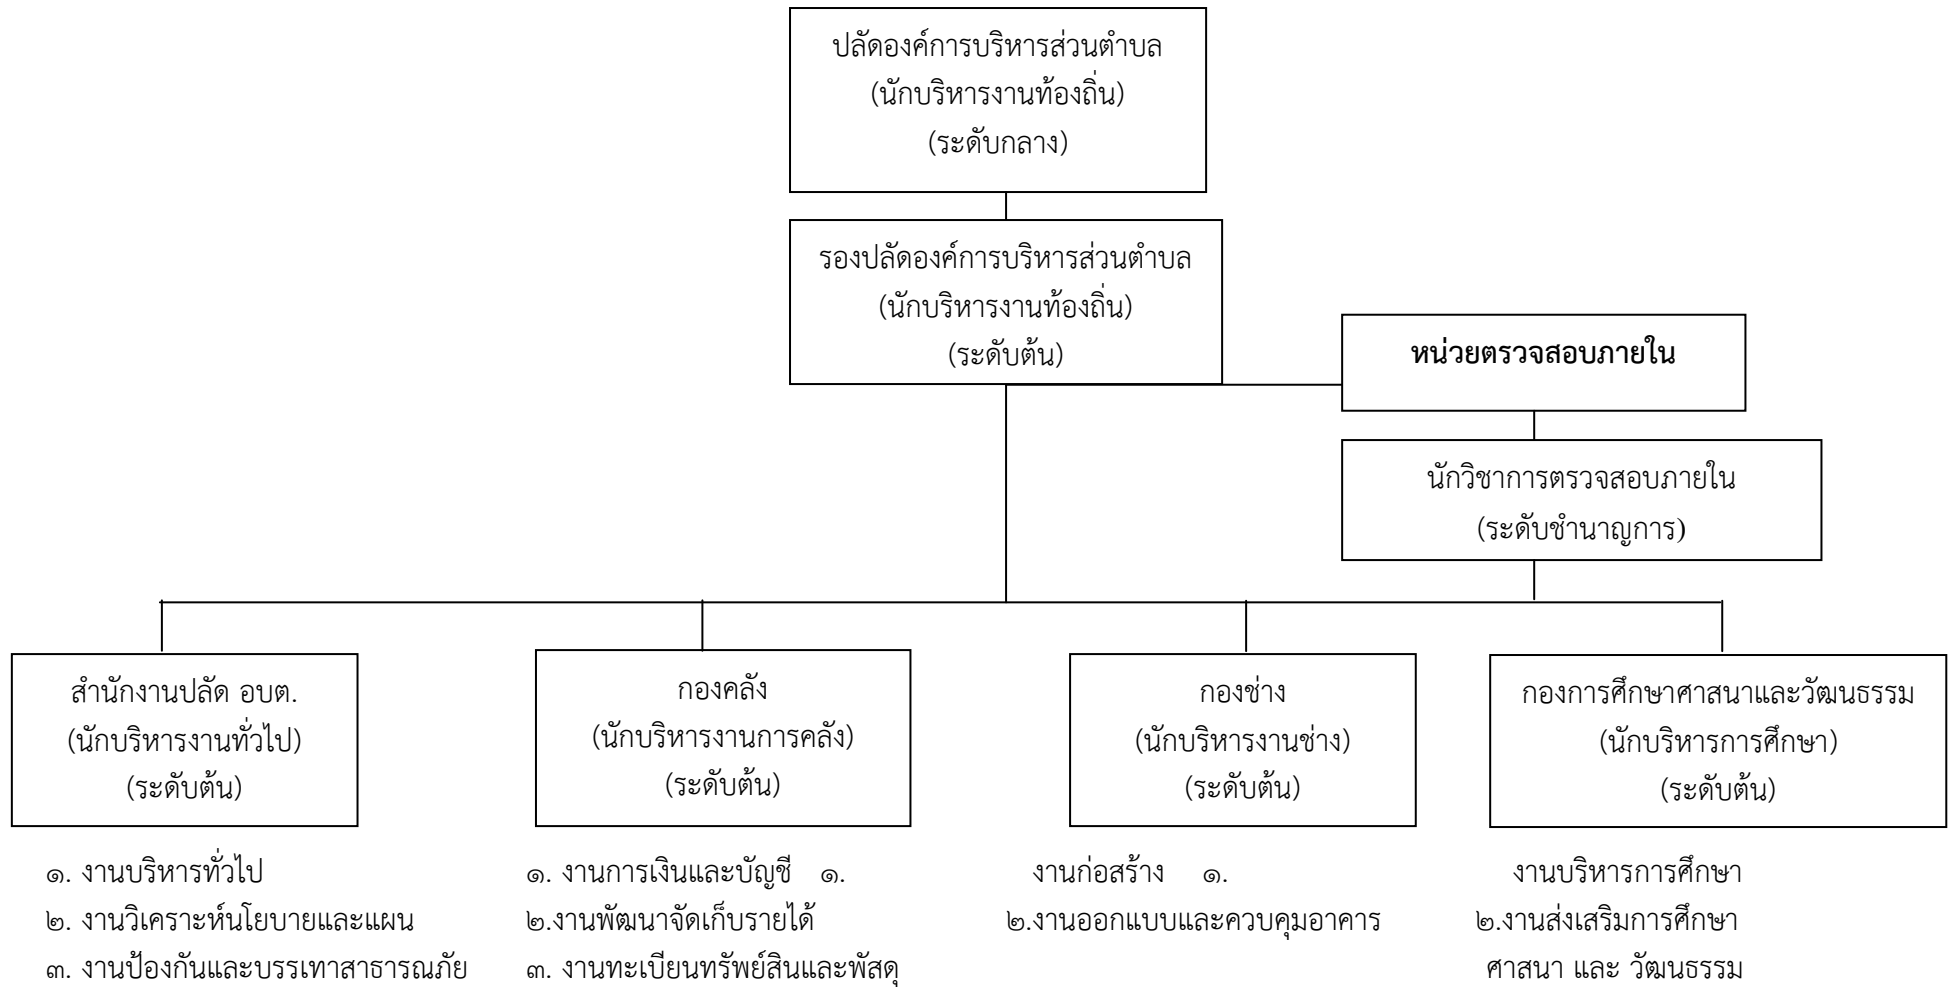 ปลัดองค์การบริหารส่วนตำบล
(นักบริหารงานท้องถิ่น)
(ระดับกลาง)
รองปลัดองค์การบริหารส่วนตำบล
(นักบริหารงานท้องถิ่น)
(ระดับต้น)
หน่วยตรวจสอบภายใน
นักวิชาการตรวจสอบภายใน
(ระดับชำนาญการ)
สำนักงานปลัด อบต.
(นักบริหารงานทั่วไป)
(ระดับต้น)
กองคลัง
(นักบริหารงานการคลัง)
(ระดับต้น)
กองช่าง
(นักบริหารงานช่าง)
(ระดับต้น)
กองการศึกษาศาสนาและวัฒนธรรม
(นักบริหารการศึกษา)
(ระดับต้น)
๑. งานบริหารทั่วไป ๑. งานการเงินและบัญชี ๑. งานก่อสร้าง ๑. งานบริหารการศึกษา
๒. งานวิเคราะห์นโยบายและแผน ๒.งานพัฒนาจัดเก็บรายได้ ๒.งานออกแบบและควบคุมอาคาร ๒.งานส่งเสริมการศึกษา
๓. งานป้องกันและบรรเทาสาธารณภัย ๓. งานทะเบียนทรัพย์สินและพัสดุ ศาสนา และ วัฒนธรรม